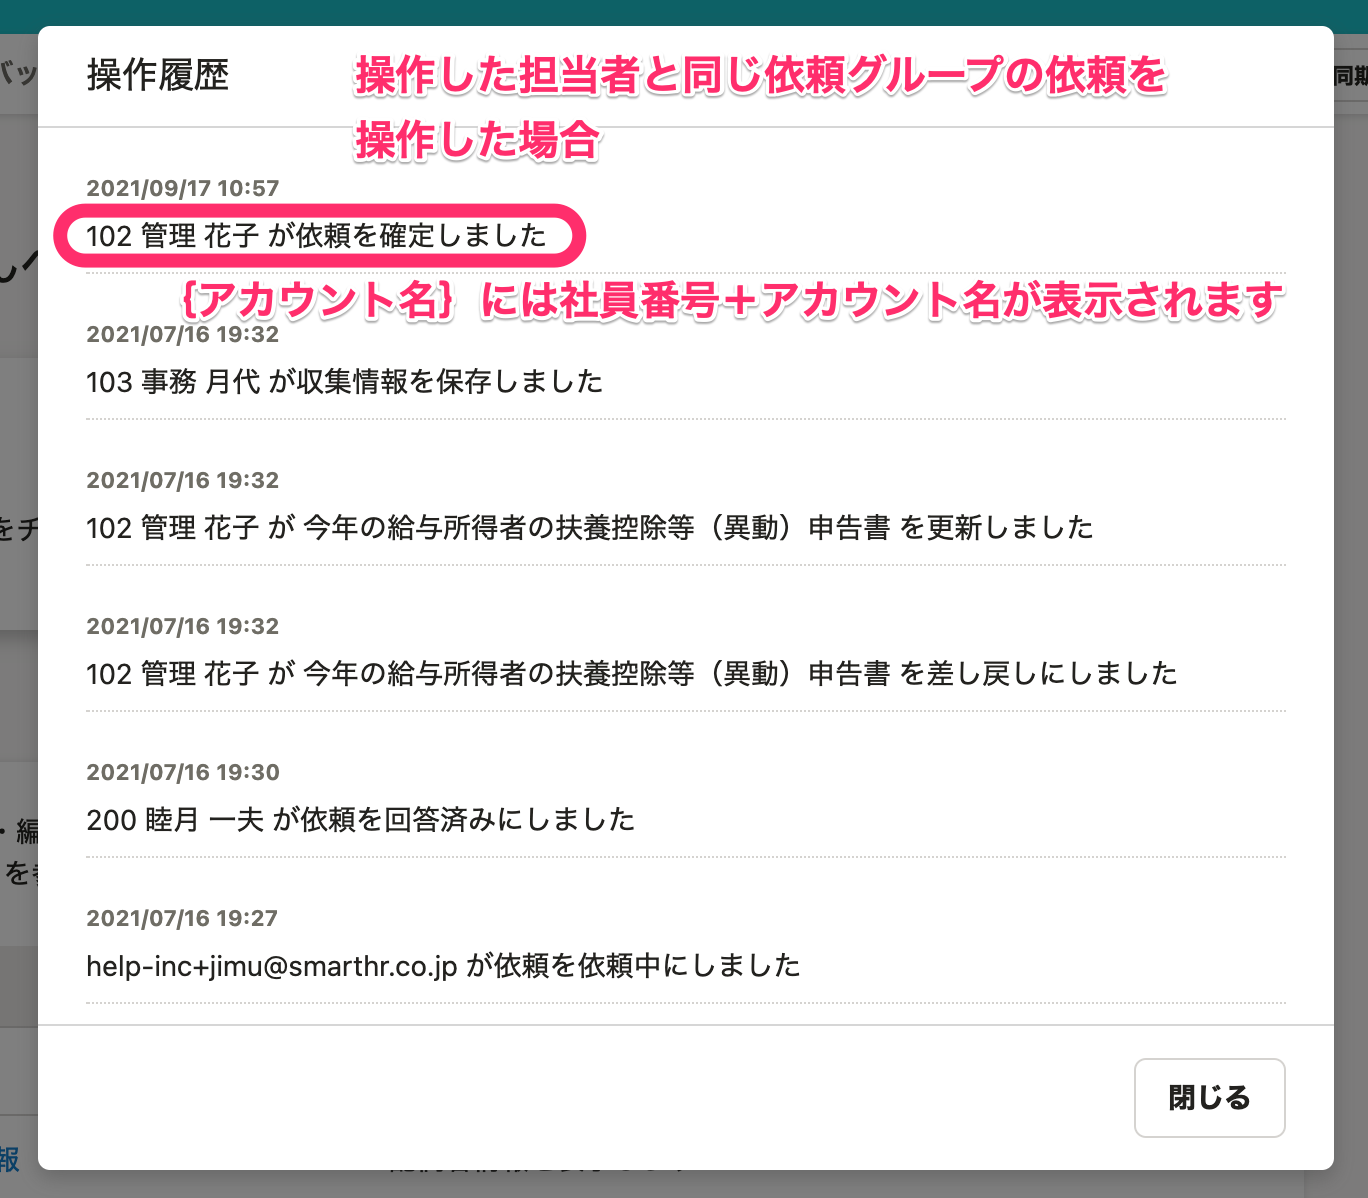 操作履歴
操作した担当者と同じ依頼グループの依頼を
操作した場合
2021/09/17 10:57
102 管理 花子 が依頼を確定しました
{アカウント名} には社員番号＋アカウント名が表示されます
2021/07/16 19:32
103 事務 月代 が収集情報を保存しました
2021/07/16 19:32
102 管理 花子 が 今年の給与所得者の扶養控除等（異動）申告書 を更新しました
2021/07/16 19:32
102 管理 花子 が 今年の給与所得者の扶養控除等（異動）申告書 を差し戻しにしました
2021/07/16 19:30
200 睦月 一夫 が依頼を回答済みにしました
2021/07/16 19:27
help-inc+jimu@smarthr.co.jp が依頼を依頼中にしました
閉じる
報